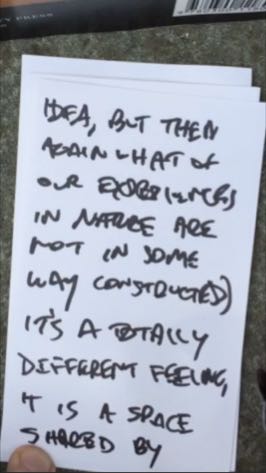 Y PRESS
IDEA, BUT THEN
AGAIN WHAT OF
OUR EXPERIENCES
IN NATURE ARE
NOT IN SOME
WAY CONSTRUCTED)
IT'S A TOTALLY
DIFFERENT FEELING,
IT IS A SPACE
SHARED BY